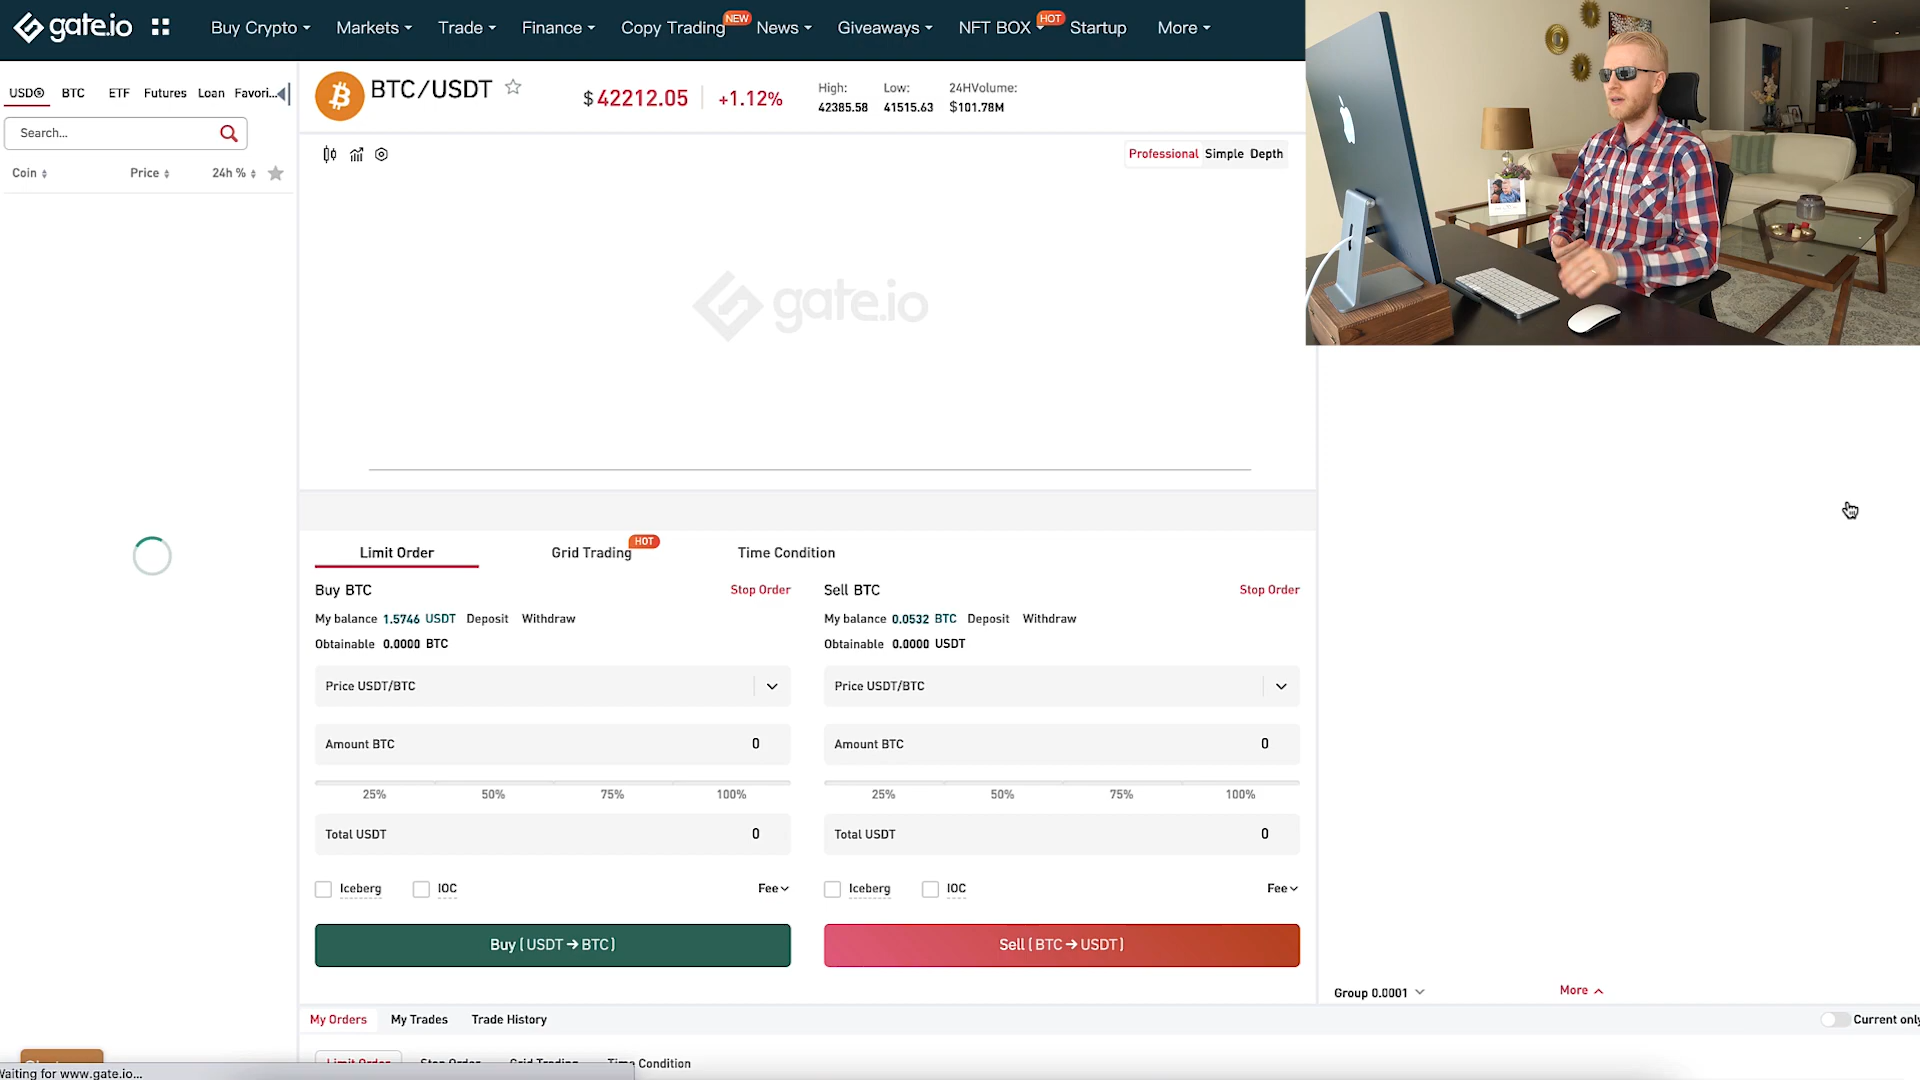 gate.io
Buy Crypto Markets Trade Finance Copy Trading NEW News Giveaways NFT BOX HOT Startup More
USD® BTC ETF Futures Loan Favori...
Search...
Coin Price 24h %
BTC/USDT
$ 42212.05 +1.12%
High: Low: 24HVolume:
42385.58 41515.63 $101.78M
Professional Simple Depth
gate.io
Limit Order Grid Trading HOT Time Condition
Buy BTC Stop Order
My balance 1.5746 USDT Deposit Withdraw
Obtainable 0.0000 BTC
Price USDT/BTC
Amount BTC 0
25% 50% 75% 100%
Total USDT 0
Iceberg IOC Fee
Buy ( USDT → BTC )
Sell BTC Stop Order
My balance 0.0532 BTC Deposit Withdraw
Obtainable 0.0000 USDT
Price USDT/BTC
Amount BTC 0
25% 50% 75% 100%
Total USDT 0
Iceberg IOC Fee
Sell ( BTC → USDT )
Group 0.0001 More
My Orders My Trades Trade History Current only
Limit Order Stop Order Grid Trading Time Condition
Waiting for www.gate.io...